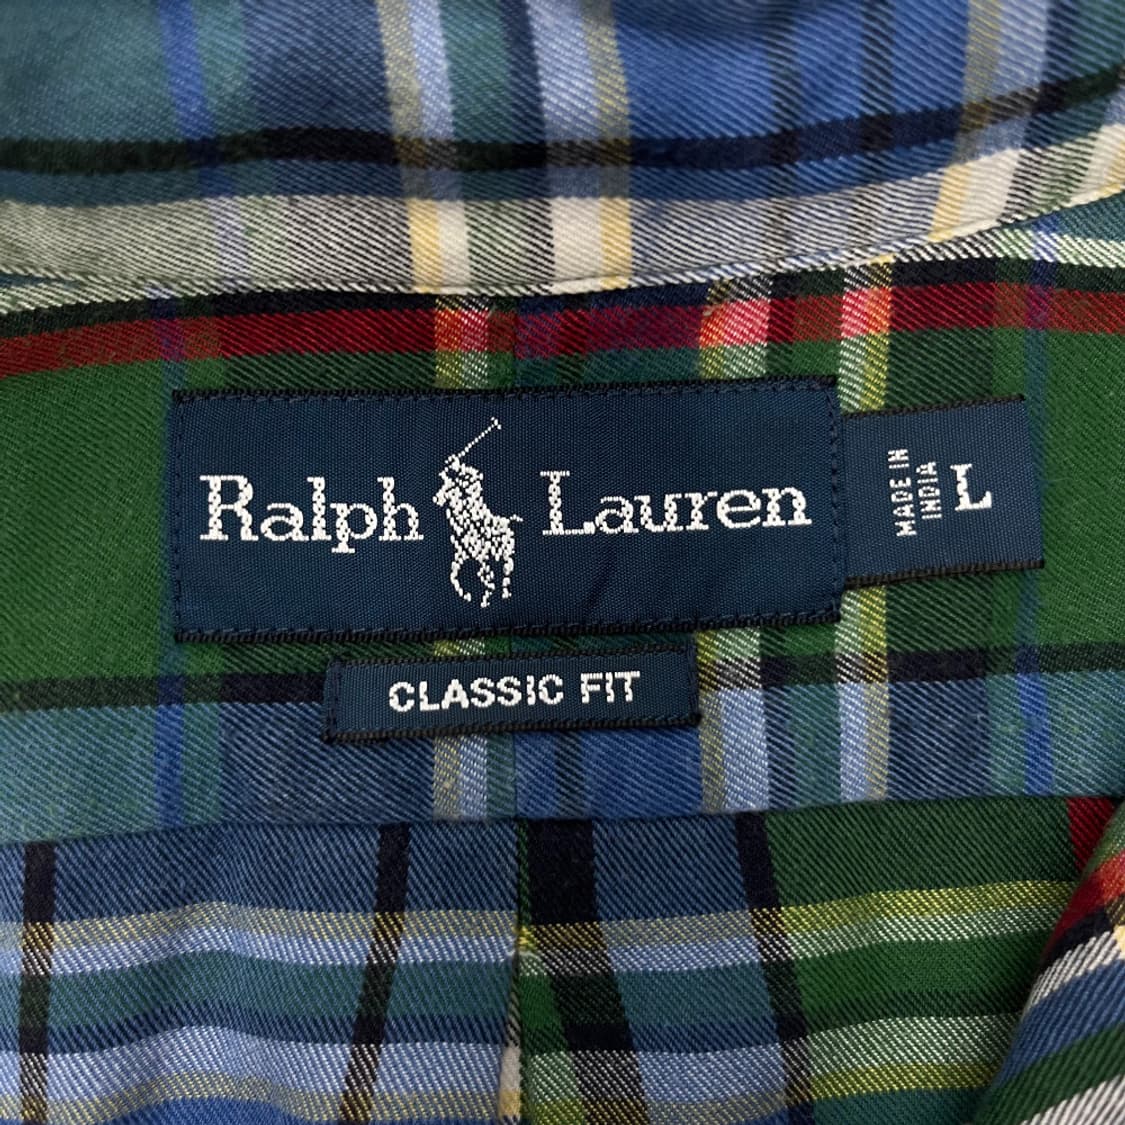 Ralph Lauren
MADE IN
INDIA
L
CLASSIC FIT